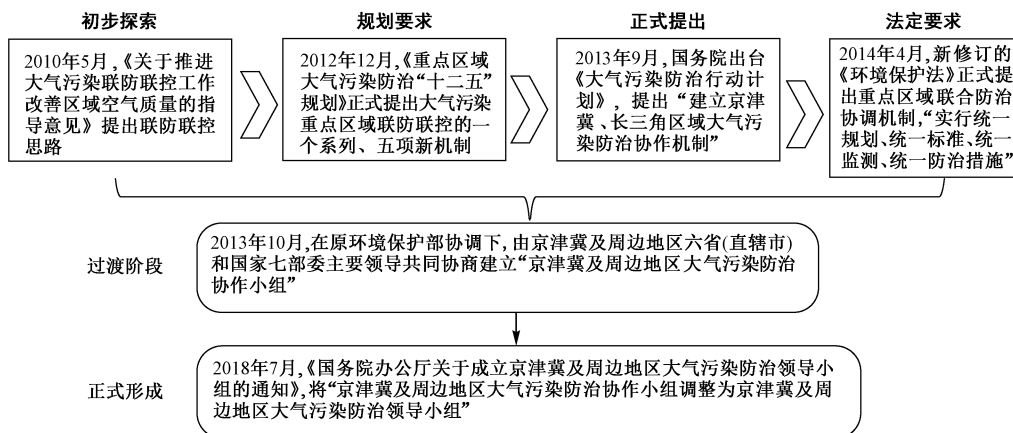 初步探索
2010年5月,《关于推进
大气污染联防联控工作
改善区域空气质量的指
导意见》提出联防联控
思路
规划要求
2012年12月,《重点区域
大气污染防治“十二五”
规划》正式提出大气污染
重点区域联防联控的一
个系列、五项新机制
正式提出
2013年9月,国务院出台
《大气污染防治行动计
划》,提出“建立京津
冀、长三角区域大气污
染防治协作机制”
法定要求
2014年4月,新修订的
《环境保护法》正式提
出重点区域联合防治
协调机制,“实行统一
规划、统一标准、统一
监测、统一防治措施”
过渡阶段
2013年10月,在原环境保护部协调下,由京津冀及周边地区六省(直辖市)
和国家七部委主要领导共同协商建立“京津冀及周边地区大气污染防治
协作小组”
正式形成
2018年7月,《国务院办公厅关于成立京津冀及周边地区大气污染防治领导小
组的通知》,将“京津冀及周边地区大气污染防治协作小组调整为京津冀及周
边地区大气污染防治领导小组”